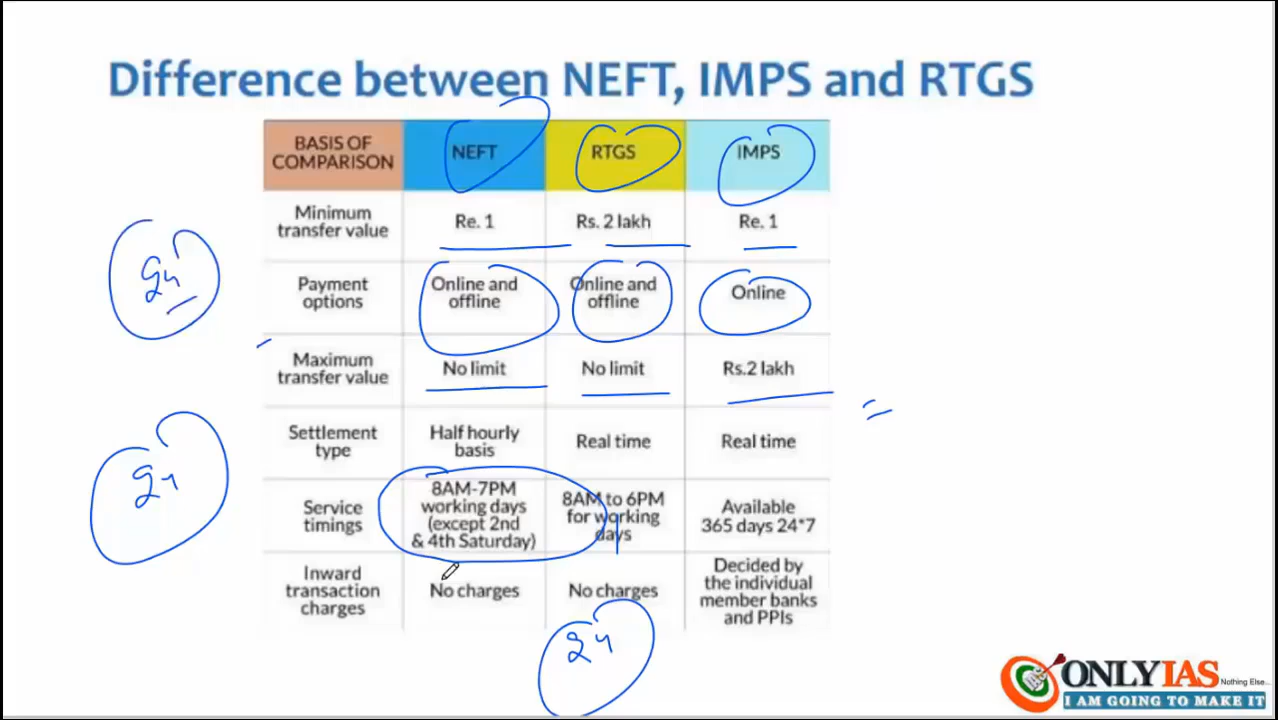 Difference between NEFT, IMPS and RTGS
BASIS OF
COMPARISON
NEFT
RTGS
IMPS
Minimum
transfer value
Re. 1
Rs. 2 lakh
Re. 1
Payment
options
Online and
offline
Online and
offline
Online
Maximum
transfer value
No limit
No limit
Rs.2 lakh
Settlement
type
Half hourly
basis
Real time
Real time
Service
timings
8AM-7PM
working days
(except 2nd
& 4th Saturday)
8AM to 6PM
for working
days
Available
365 days 24*7
Inward
transaction
charges
No charges
No charges
Decided by
the individual
member banks
and PPIs
ONLYIAS
Nothing Else...
I AM GOING TO MAKE IT